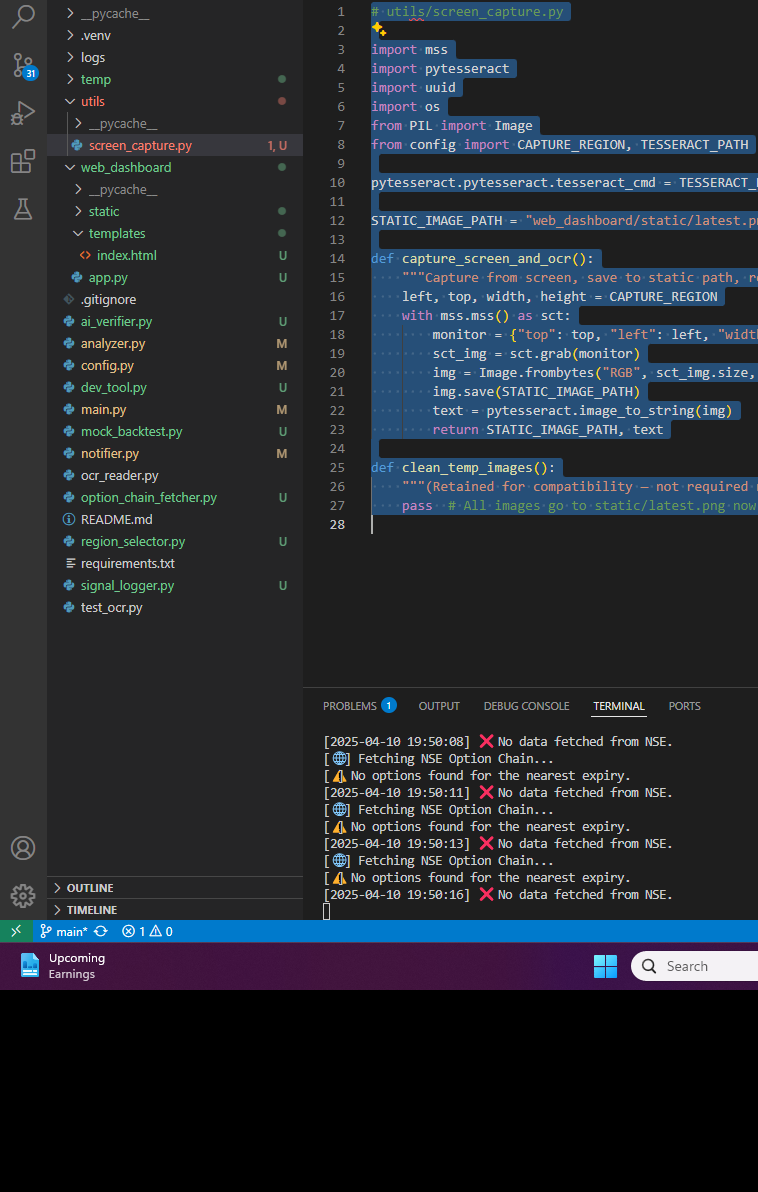 __pycache__
.venv
logs
temp
utils
__pycache__
screen_capture.py 1, U
web_dashboard
__pycache__
static
templates
index.html U
app.py U
.gitignore
ai_verifier.py U
analyzer.py M
config.py M
dev_tool.py U
main.py M
mock_backtest.py U
notifier.py M
ocr_reader.py
option_chain_fetcher.py U
README.md
region_selector.py U
requirements.txt
signal_logger.py U
test_ocr.py
OUTLINE
TIMELINE
31
1 # utils/screen_capture.py
2
3 import mss
4 import pytesseract
5 import uuid
6 import os
7 from PIL import Image
8 from config import CAPTURE_REGION, TESSERACT_PATH
9
10 pytesseract.pytesseract.tesseract_cmd = TESSERACT_
11
12 STATIC_IMAGE_PATH = "web_dashboard/static/latest.pn
13
14 def capture_screen_and_ocr():
15 """Capture from screen, save to static path, re
16 left, top, width, height = CAPTURE_REGION
17 with mss.mss() as sct:
18 monitor = {"top": top, "left": left, "widt
19 sct_img = sct.grab(monitor)
20 img = Image.frombytes("RGB", sct_img.size,
21 img.save(STATIC_IMAGE_PATH)
22 text = pytesseract.image_to_string(img)
23 return STATIC_IMAGE_PATH, text
24
25 def clean_temp_images():
26 """(Retained for compatibility — not required
27 pass # All images go to static/latest.png now
28
PROBLEMS 1 OUTPUT DEBUG CONSOLE TERMINAL PORTS
[2025-04-10 19:50:08] ❌ No data fetched from NSE.
[🌐] Fetching NSE Option Chain...
[⚠️ No options found for the nearest expiry.
[2025-04-10 19:50:11] ❌ No data fetched from NSE.
[🌐] Fetching NSE Option Chain...
[⚠️ No options found for the nearest expiry.
[2025-04-10 19:50:13] ❌ No data fetched from NSE.
[🌐] Fetching NSE Option Chain...
[⚠️ No options found for the nearest expiry.
[2025-04-10 19:50:16] ❌ No data fetched from NSE.
main* 1 0
Upcoming
Earnings
Search